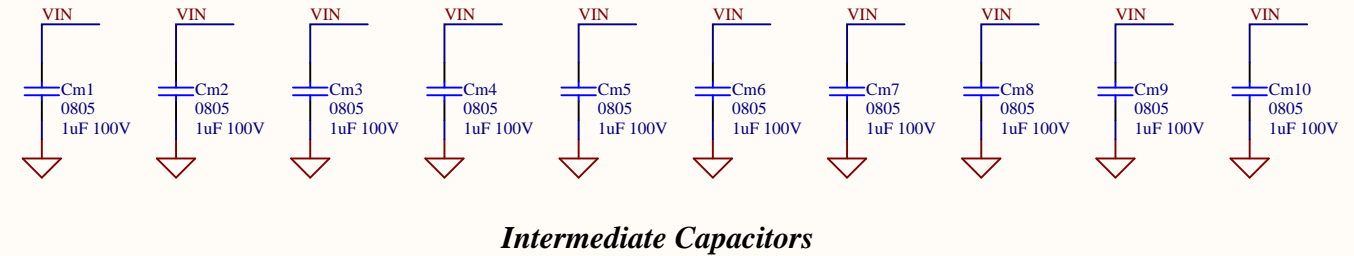 VIN VIN VIN VIN VIN VIN VIN VIN VIN VIN
Cm1 Cm2 Cm3 Cm4 Cm5 Cm6 Cm7 Cm8 Cm9 Cm10
0805 0805 0805 0805 0805 0805 0805 0805 0805 0805
1uF 100V 1uF 100V 1uF 100V 1uF 100V 1uF 100V 1uF 100V 1uF 100V 1uF 100V 1uF 100V 1uF 100V
Intermediate Capacitors